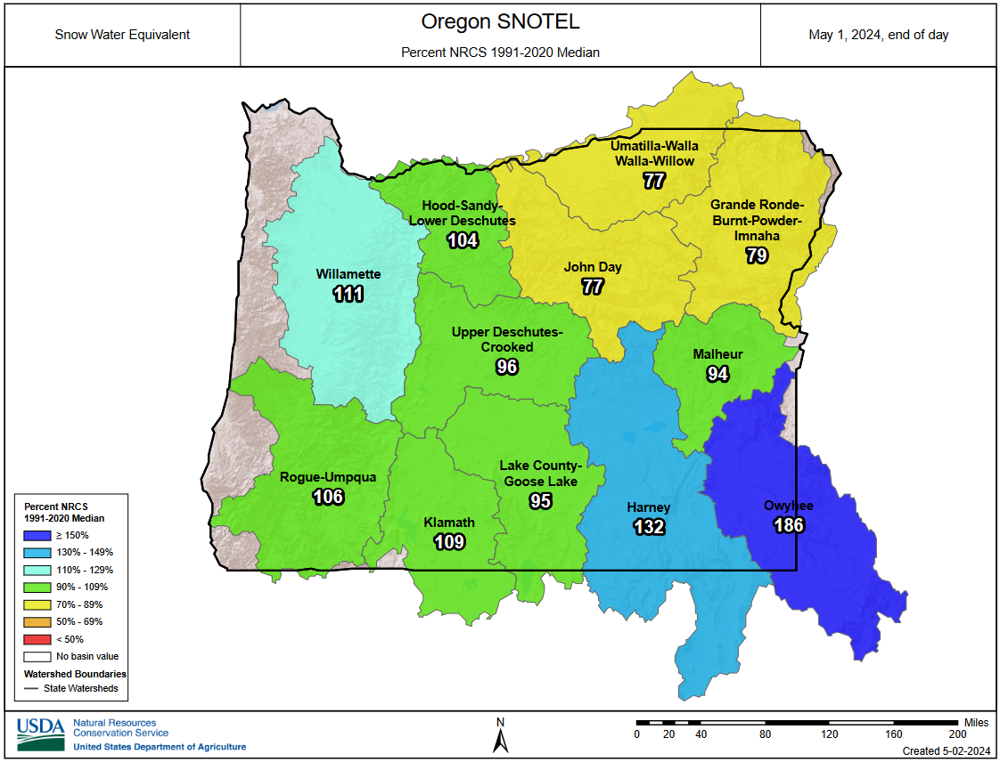 Snow Water Equivalent
Oregon SNOTEL
Percent NRCS 1991-2020 Median
May 1, 2024, end of day
Umatilla-Walla
Walla-Willow
77
Grande Ronde-
Burnt-Powder-
Imnaha
79
Hood-Sandy-
Lower Deschutes
104
John Day
77
Willamette
111
Upper Deschutes-
Crooked
96
Malheur
94
Rogue-Umpqua
106
Lake County-
Goose Lake
95
Klamath
109
Harney
132
Owyhee
186
Percent NRCS
1991-2020 Median
≥ 150%
130% - 149%
110% - 129%
90% - 109%
70% - 89%
50% - 69%
< 50%
No basin value
Watershed Boundaries
State Watersheds
USDA
Natural Resources
Conservation Service
United States Department of Agriculture
N
Miles
0 20 40 80 120 160 200
Created 5-02-2024